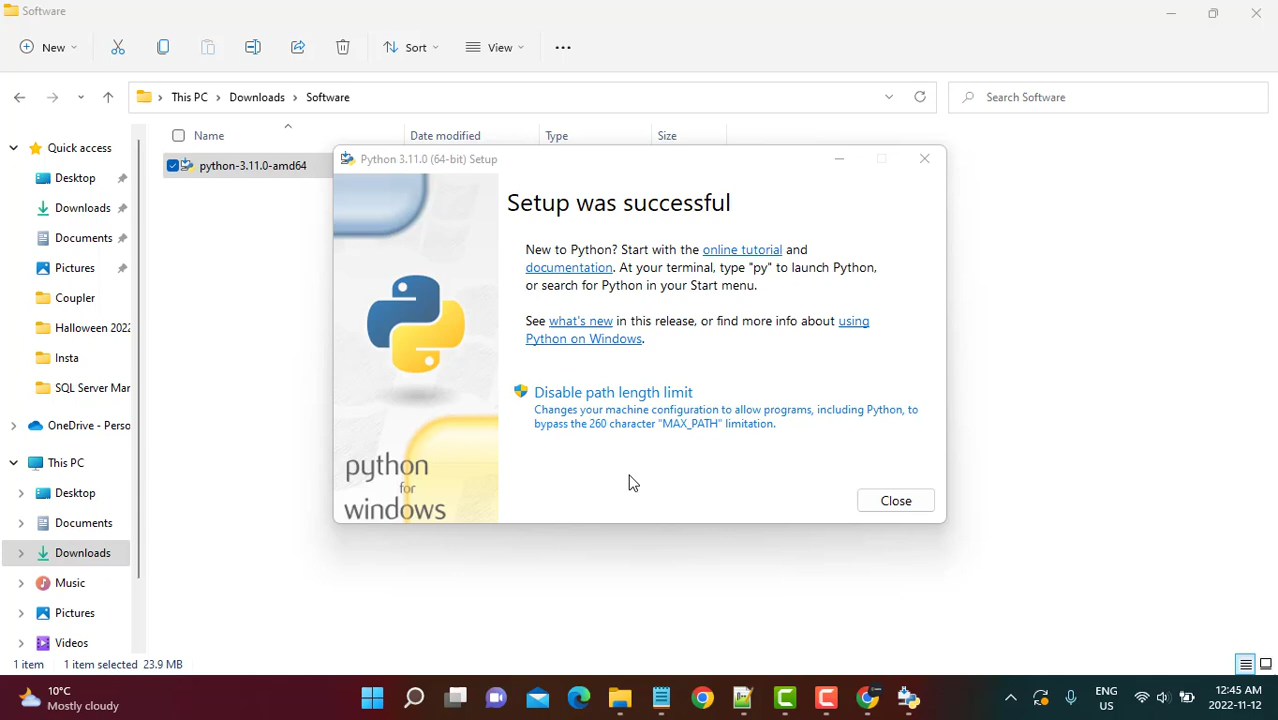 Software
New
Sort
View
This PC > Downloads > Software
Search Software
Name
Date modified
Type
Size
python-3.11.0-amd64
Quick access
Desktop
Downloads
Documents
Pictures
Coupler
Halloween 2022
Insta
SQL Server Mar
OneDrive - Perso
This PC
Desktop
Documents
Downloads
Music
Pictures
Videos
Python 3.11.0 (64-bit) Setup
Setup was successful
New to Python? Start with the online tutorial and
documentation. At your terminal, type "py" to launch Python,
or search for Python in your Start menu.
See what's new in this release, or find more info about using
Python on Windows.
Disable path length limit
Changes your machine configuration to allow programs, including Python, to
bypass the 260 character "MAX_PATH" limitation.
python
for
windows
Close
1 item
1 item selected 23.9 MB
10°C
Mostly cloudy
ENG
US
12:45 AM
2022-11-12